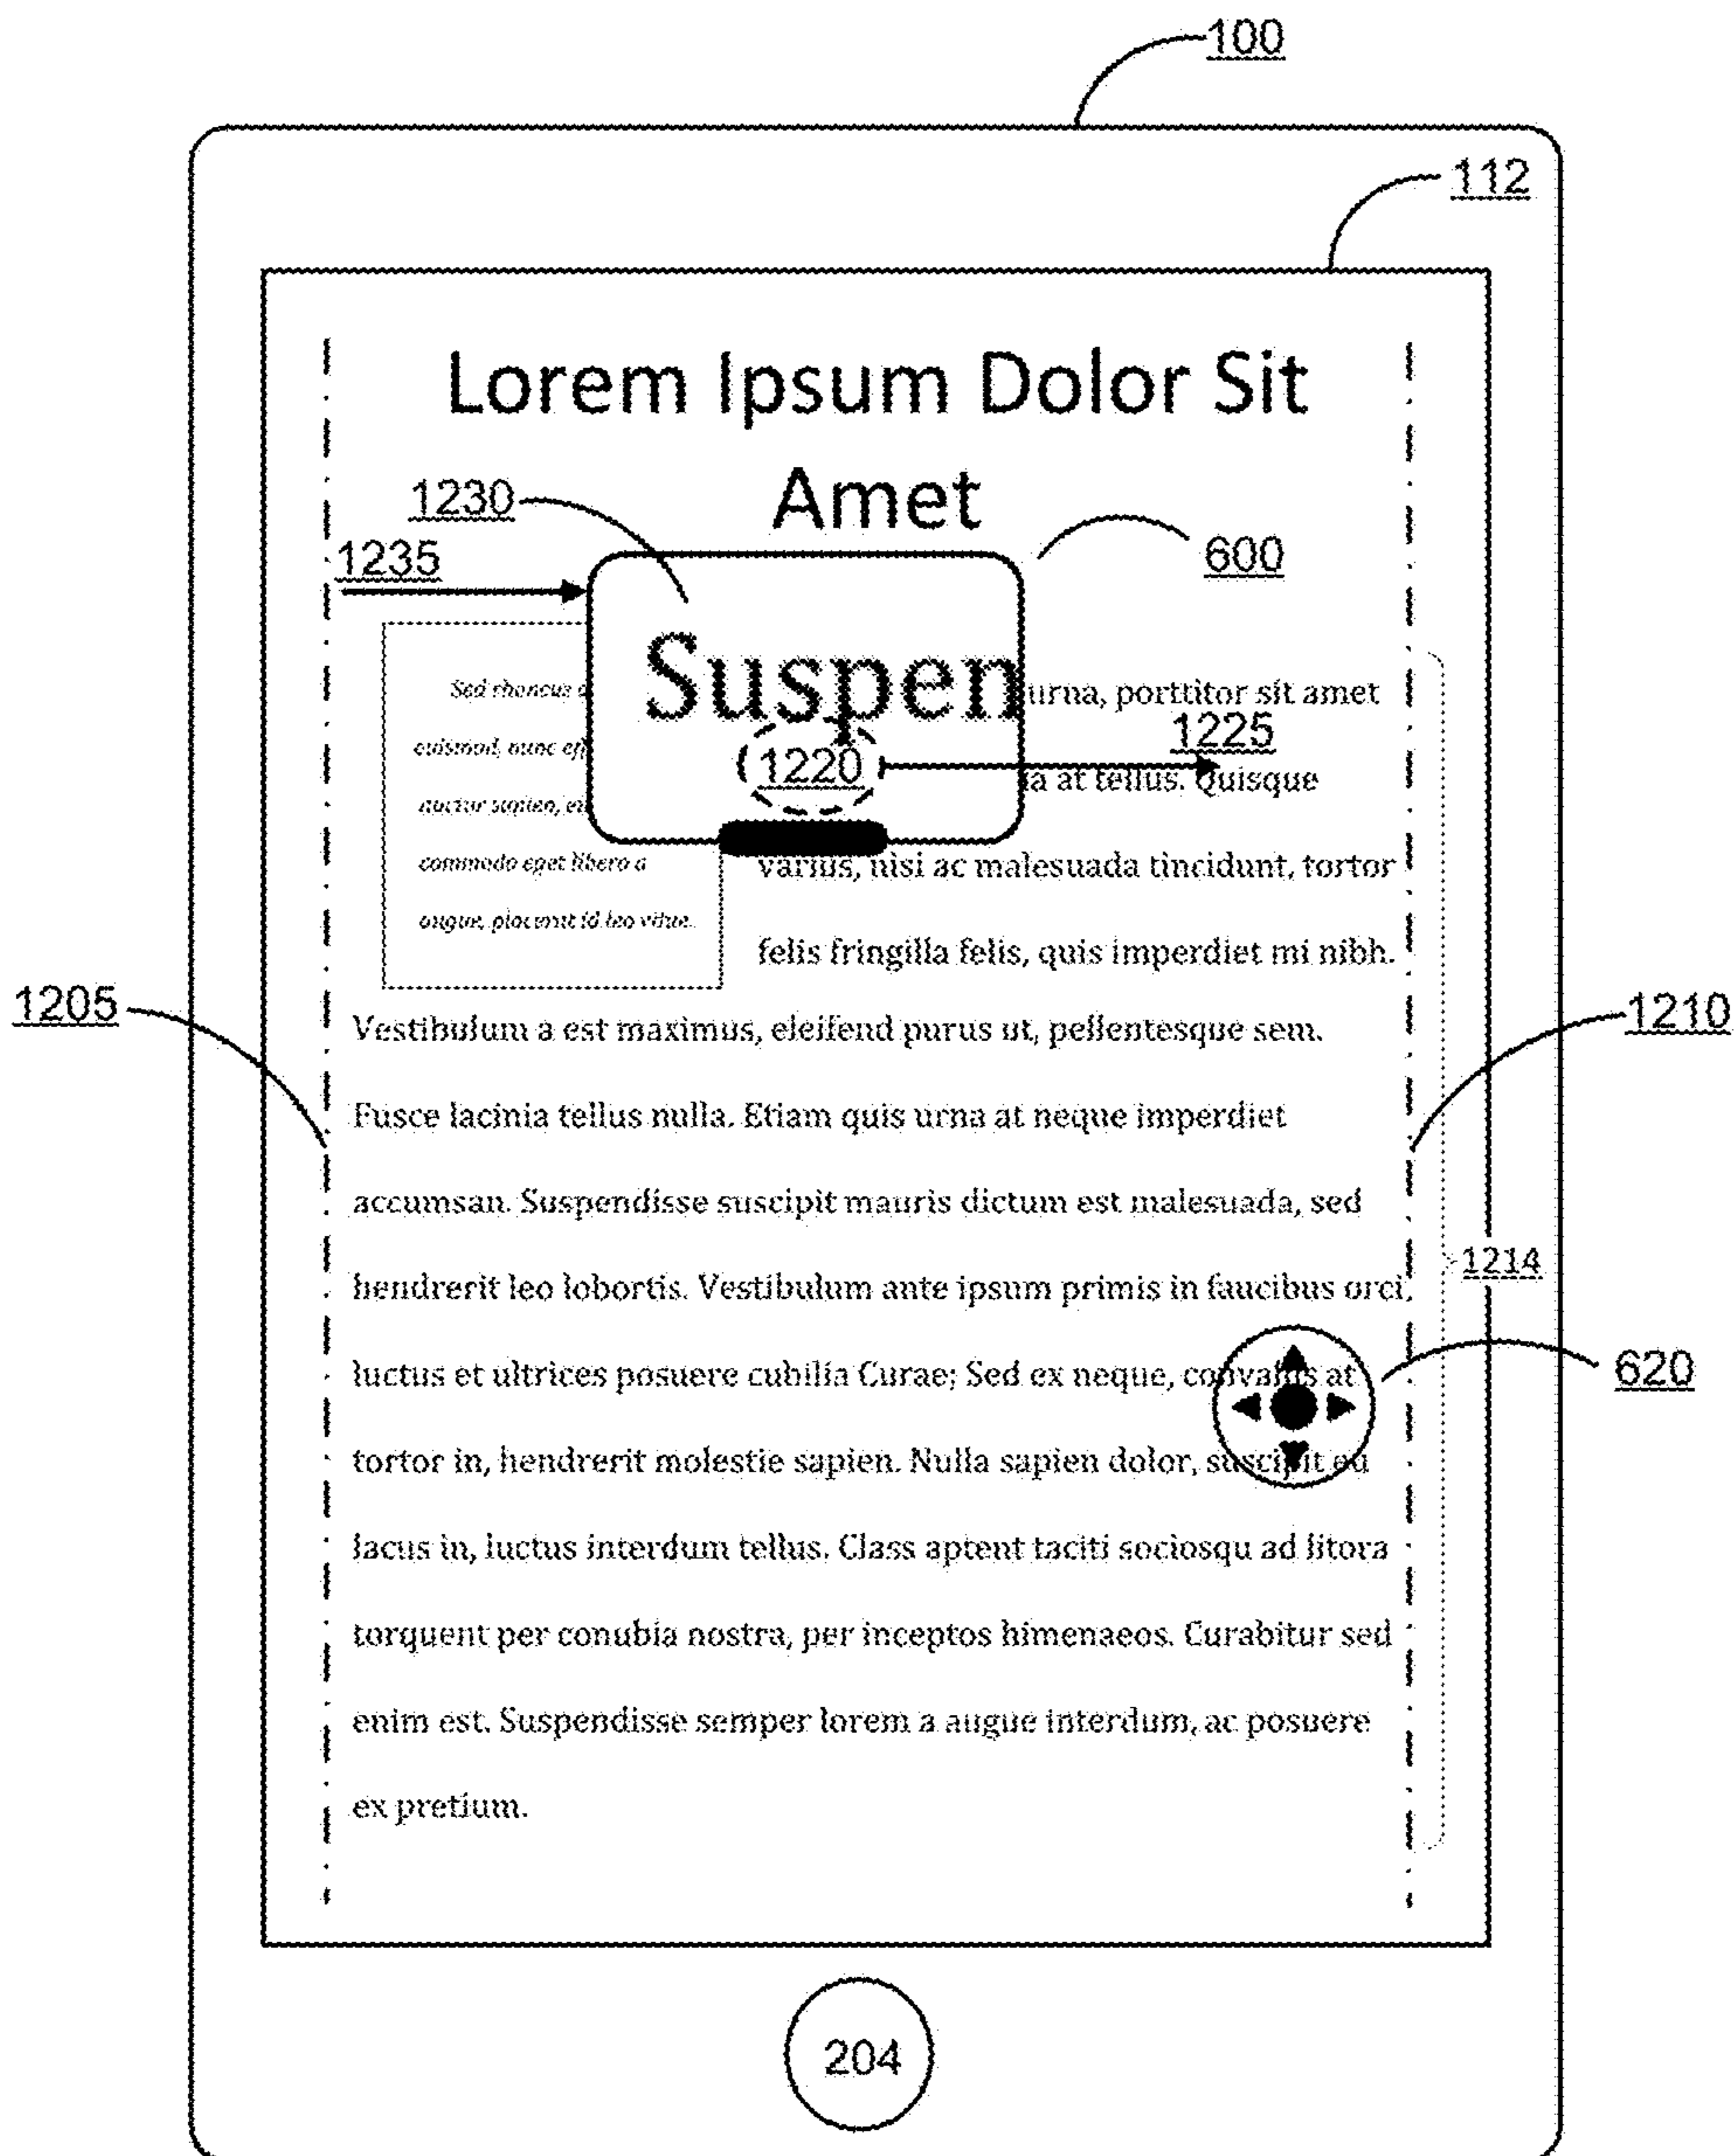 100
112
Lorem Ipsum Dolor Sit
Amet
1230
1235
600
Suspen
Sed rhoncus
urna, porttitor sit amet
1225
euismod, nunc
1220
at tellus. Quisque
auctor sapien,
commodo eget libero a
varius, nisi ac malesuada tincidunt, tortor
augue, placerat id leo vitae.
felis fringilla felis, quis imperdiet mi nibh.
1205
1210
Vestibulum a est maximus, eleifend purus ut, pellentesque sem.
Fusce lacinia tellus nulla. Etiam quis urna at neque imperdiet
accumsan. Suspendisse suscipit mauris dictum est malesuada, sed
1214
hendrerit leo lobortis. Vestibulum ante ipsum primis in faucibus orci
620
luctus et ultrices posuere cubilia Curae; Sed ex neque, convallis at
tortor in, hendrerit molestie sapien. Nulla sapien dolor, suscipit eu
lacus in, luctus interdum tellus. Class aptent taciti sociosqu ad litora
torquent per conubia nostra, per inceptos himenaeos. Curabitur sed
enim est. Suspendisse semper lorem a augue interdum, ac posuere
ex pretium.
204